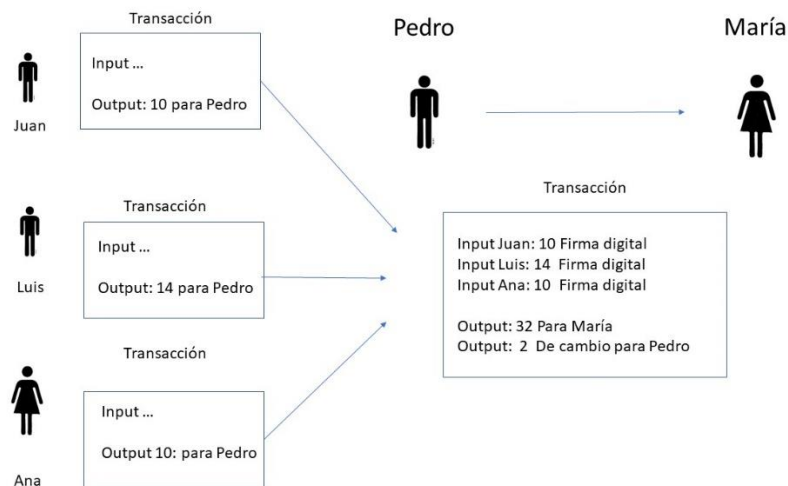 Transacción
Input ...
Output: 10 para Pedro
Juan
Transacción
Input ...
Output: 14 para Pedro
Luis
Transacción
Input ...
Output 10: para Pedro
Ana
Pedro
María
Transacción
Input Juan: 10 Firma digital
Input Luis: 14 Firma digital
Input Ana: 10 Firma digital
Output: 32 Para María
Output: 2 De cambio para Pedro